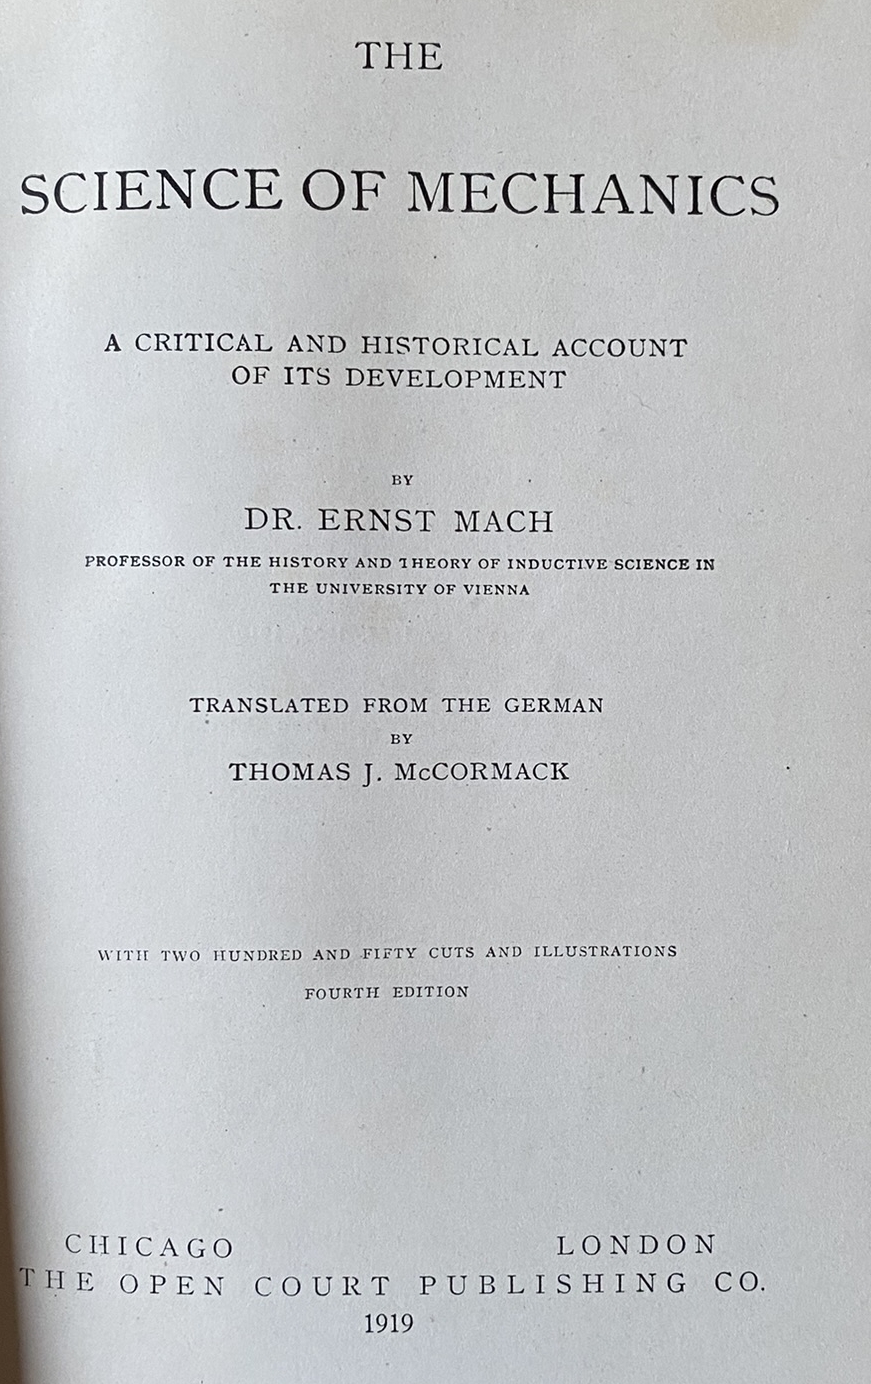 THE
SCIENCE OF MECHANICS
A CRITICAL AND HISTORICAL ACCOUNT
OF ITS DEVELOPMENT
BY
DR. ERNST MACH
PROFESSOR OF THE HISTORY AND THEORY OF INDUCTIVE SCIENCE IN
THE UNIVERSITY OF VIENNA
TRANSLATED FROM THE GERMAN
BY
THOMAS J. McCORMACK
WITH TWO HUNDRED AND FIFTY CUTS AND ILLUSTRATIONS
FOURTH EDITION
CHICAGO LONDON
THE OPEN COURT PUBLISHING CO.
1919